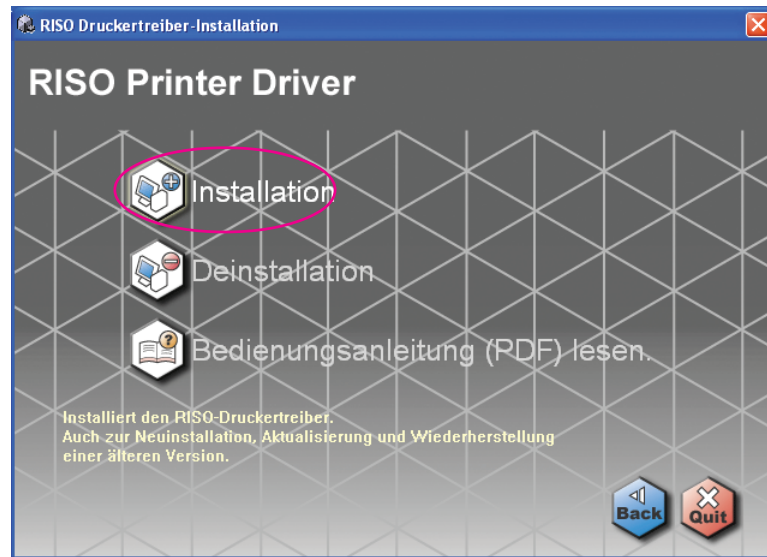 RISO Druckertreiber-Installation
RISO Printer Driver
Installation
Deinstallation
Bedienungsanleitung (PDF) lesen.
Installiert den RISO-Druckertreiber.
Auch zur Neuinstallation, Aktualisierung und Wiederherstellung
einer älteren Version.
Back
Quit